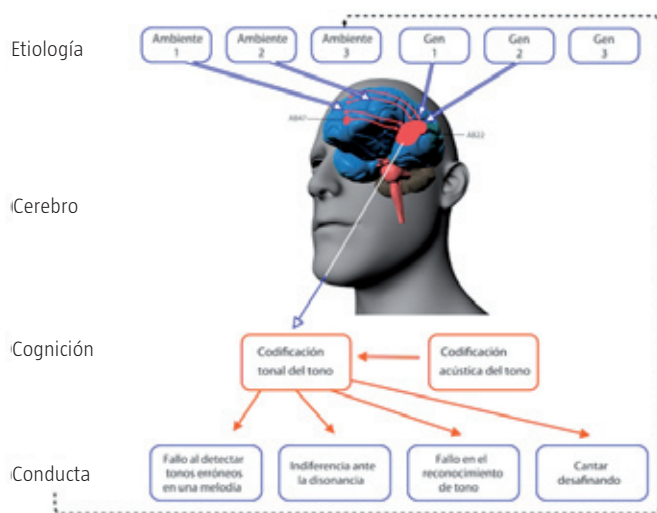 Etiología
Ambiente
1
Ambiente
2
Ambiente
3
Gen
1
Gen
2
Gen
3
AB47
AB22
Cerebro
Cognición
Codificación
tonal del tono
Codificación
acústica del tono
Conducta
Fallo al detectar
tonos erróneos
en una melodía
Indiferencia ante
la disonancia
Fallo en el
reconocimiento
de tono
Cantar
desafinando